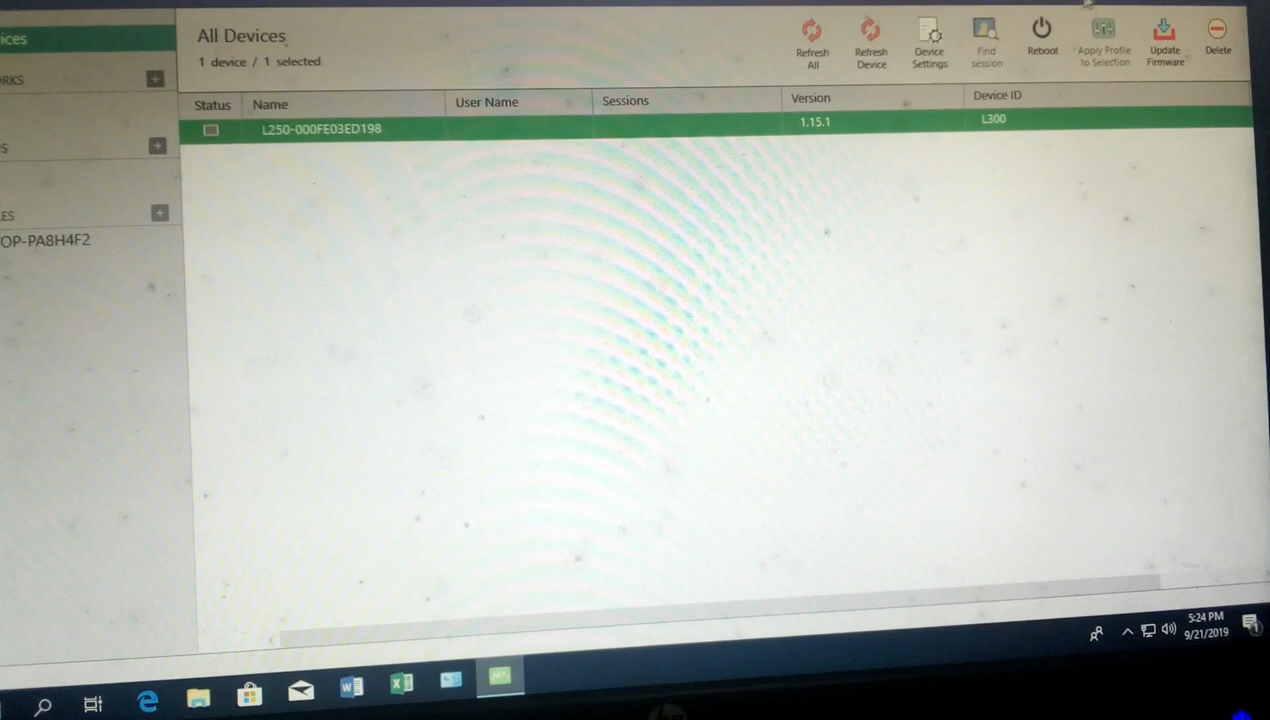 ices
RKS
S
ES
OP-PA8H4F2
All Devices
1 device / 1 selected
Refresh
All
Refresh
Device
Device
Settings
Find
session
Reboot
Apply Profile
to Selection
Update
Firmware
Delete
Status
Name
User Name
Sessions
Version
Device ID
L250-000FE03ED198
1.15.1
L300
5:24 PM
9/21/2019
1